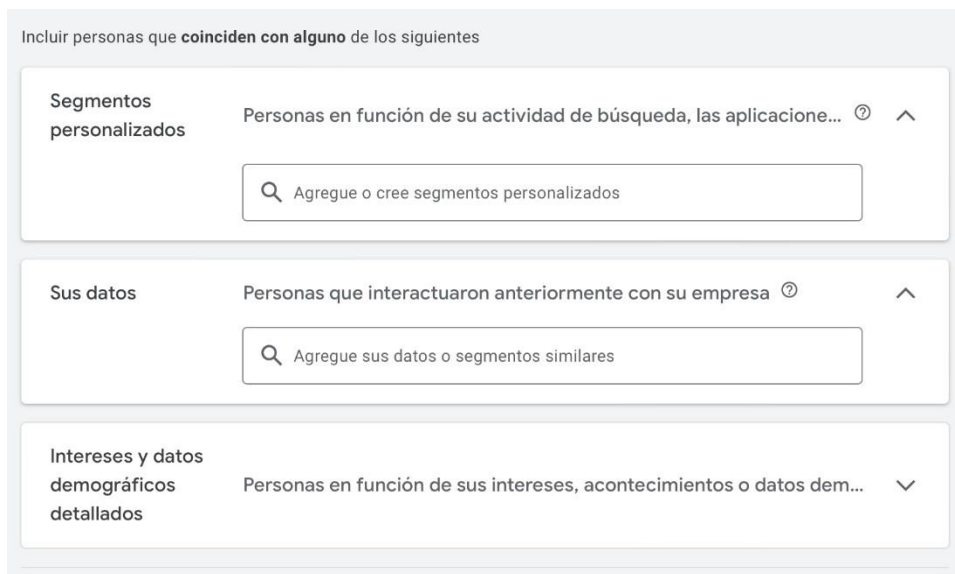 Incluir personas que coinciden con alguno de los siguientes
Segmentos
personalizados
Personas en función de su actividad de búsqueda, las aplicacione...
Agregue o cree segmentos personalizados
Sus datos
Personas que interactuaron anteriormente con su empresa
Agregue sus datos o segmentos similares
Intereses y datos
demográficos
detallados
Personas en función de sus intereses, acontecimientos o datos dem...